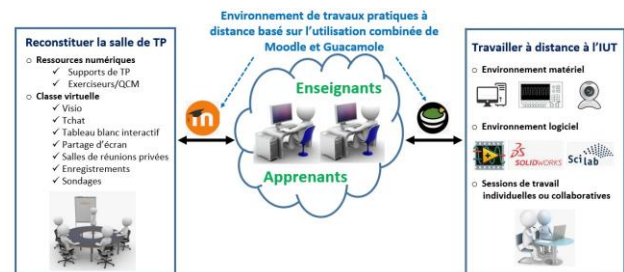 Environnement de travaux pratiques à
distance basé sur l'utilisation combinée de
Moodle et Guacamole
Reconstituer la salle de TP
o Ressources numériques
✓ Supports de TP
✓ Exerciseurs/QCM
o Classe virtuelle
✓ Visio
✓ Tchat
✓ Tableau blanc interactif
✓ Partage d'écran
✓ Salles de réunions privées
✓ Enregistrements
✓ Sondages
Enseignants
Apprenants
Travailler à distance à l'IUT
o Environnement matériel
o Environnement logiciel
SOLIDWORKS
Scilab
o Sessions de travail
individuelles ou collaboratives